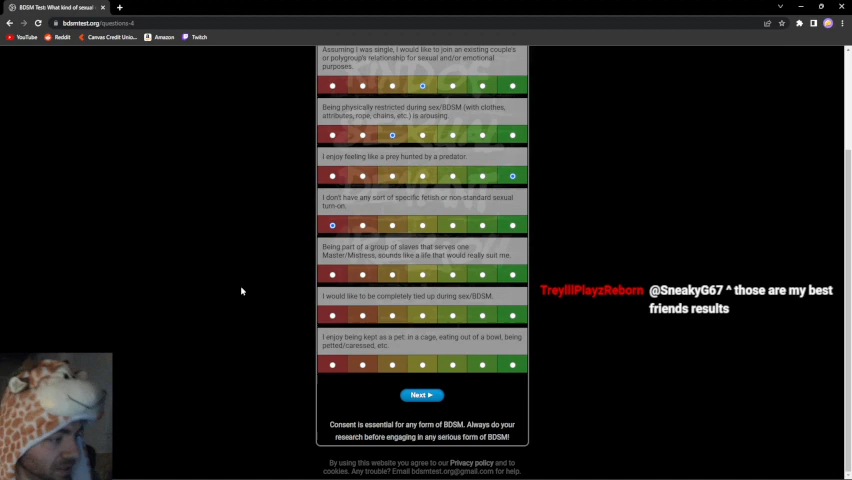 BDSM Test: What kind of sexual
bdsmtest.org/questions-4
YouTube
Reddit
Canvas Credit Unio...
Amazon
Twitch
Assuming I was single, I would like to join an existing couple's
or polygroup's relationship for sexual and/or emotional
purposes.
Being physically restricted during sex/BDSM (with clothes,
attributes, rope, chains, etc.) is arousing.
I enjoy feeling like a prey hunted by a predator.
I don't have any sort of specific fetish or non-standard sexual
turn-on.
Being part of a group of slaves that serves one
Master/Mistress, sounds like a life that would really suit me.
I would like to be completely tied up during sex/BDSM.
I enjoy being kept as a pet: in a cage, eating out of a bowl, being
petted/caressed, etc.
Next
Consent is essential for any form of BDSM. Always do your
research before engaging in any serious form of BDSM!
By using this website you agree to our Privacy policy and to
cookies. Any trouble? Email bdsmtest.org@gmail.com for help.
TreyllIPlayzReborn @SneakyG67 ^ those are my best
friends results